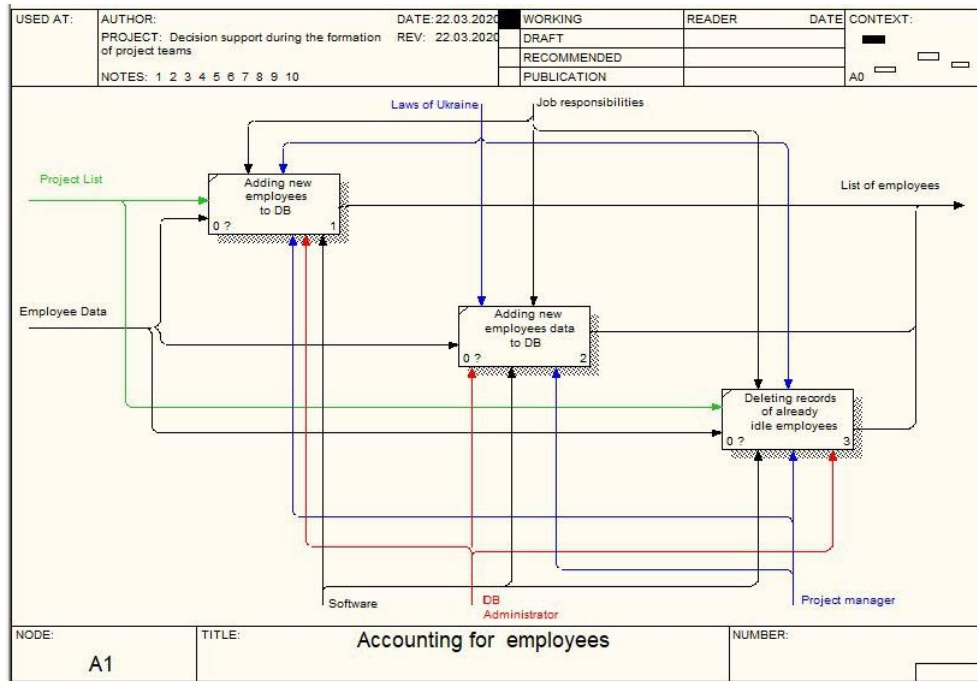 USED AT:
AUTHOR:
DATE: 22.03.2020
WORKING
READER
DATE
CONTEXT:
PROJECT: Decision support during the formation
of project teams
REV: 22.03.2020
DRAFT
RECOMMENDED
NOTES: 1 2 3 4 5 6 7 8 9 10
PUBLICATION
A0
Laws of Ukraine
Job responsibilities
Project List
Adding new
employees
to DB
0 ?
1
List of employees
Employee Data
Adding new
employees data
to DB
0 ?
2
Deleting records
of already
idle employees
0 ?
3
Software
DB
Administrator
Project manager
NODE:
A1
TITLE:
Accounting for employees
NUMBER: